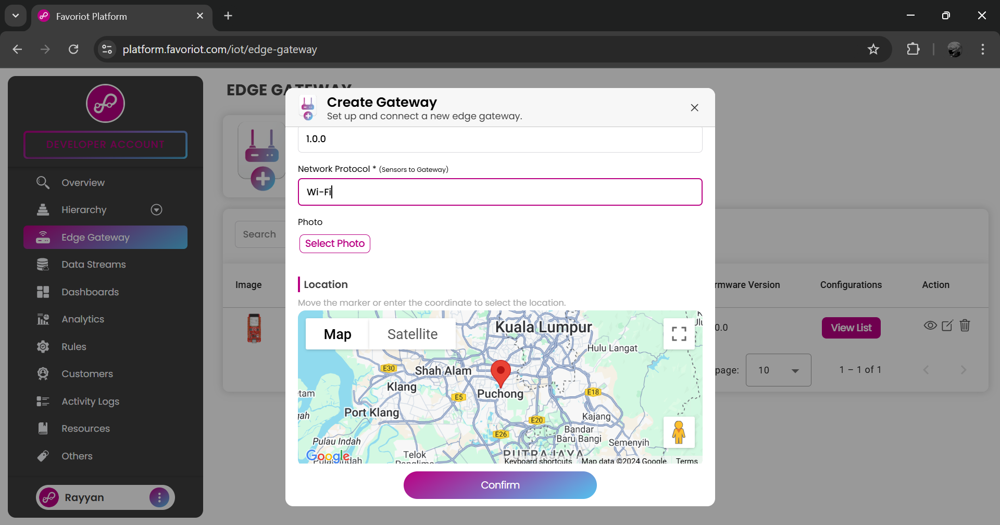 Favoriot Platform
platform.favoriot.com/iot/edge-gateway
DEVELOPER ACCOUNT
Overview
Hierarchy
Edge Gateway
Data Streams
Dashboards
Analytics
Rules
Customers
Activity Logs
Resources
Others
Rayyan
EDGE GATEWAY
Search
Image
rmware Version
Configurations
Action
0.0
View List
page:
10
1 – 1 of 1
Create Gateway
Set up and connect a new edge gateway.
1.0.0
Network Protocol * (Sensors to Gateway)
Wi-Fi
Photo
Select Photo
Location
Move the marker or enter the coordinate to select the location.
Map
Satellite
Kuala Lumpur
Hulu Langat
E30
Shah Alam
Klang
E5
Puchong
E18
tam
Port Klang
E20
Kajang
gah
E26
Bandar
Baru Bangi
Semenyih
Pulau Indah
Telok
PUTRAJAYA
Google
Pulau Indah
Keyboard shortcuts
Map data ©2024 Google
Terms
Confirm